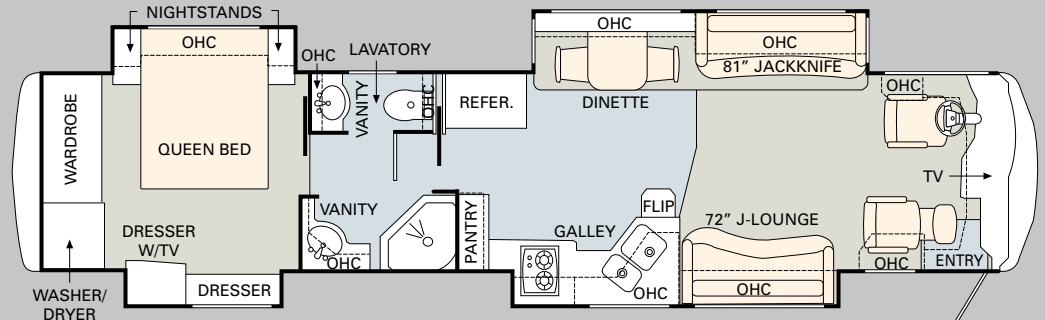 NIGHTSTANDS
OHC
OHC
LAVATORY
VANITY
OHC
REFER.
WARDROBE
QUEEN BED
OHC
DINETTE
OHC
81” JACKKNIFE
OHC
TV
VANITY
OHC
PANTRY
GALLEY
FLIP
OHC
72” J-LOUNGE
OHC
OHC
ENTRY
DRESSER
W/TV
DRESSER
WASHER/
DRYER